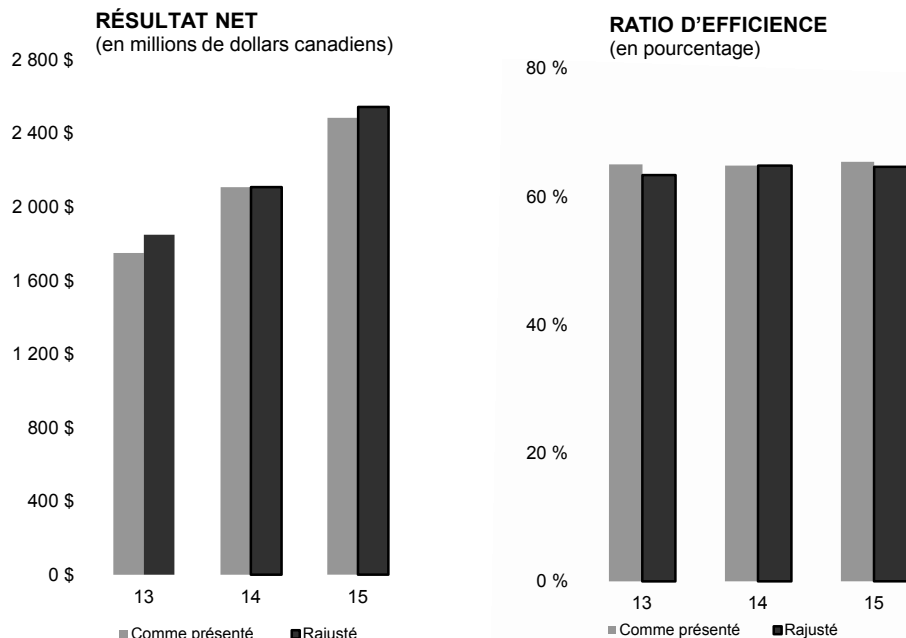 RÉSULTAT NET
(en millions de dollars canadiens)
2 800 $
2 400 $
2 000 $
1 600 $
1 200 $
800 $
400 $
0 $
13 14 15
Comme présenté Rajusté
RATIO D'EFFICIENCE
(en pourcentage)
80 %
60 %
40 %
20 %
0 %
13 14 15
Comme présenté Rajusté